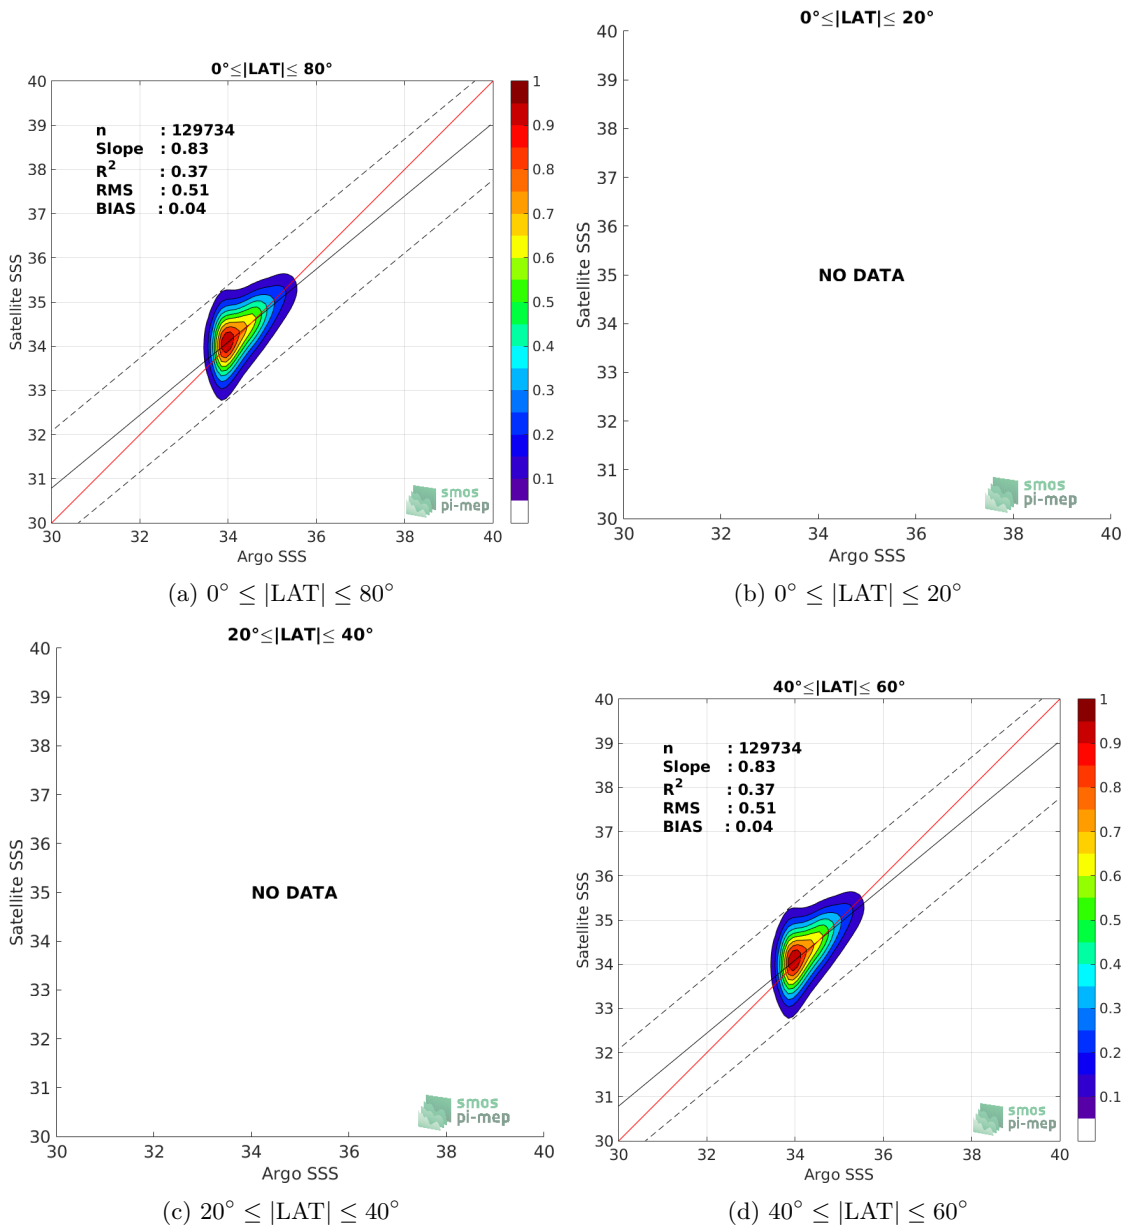 0°≤|LAT|≤ 80°
40
39
38
37
36
35
34
33
32
31
30
Satellite SSS
n : 129734
Slope : 0.83
R² : 0.37
RMS : 0.51
BIAS : 0.04
smos
pi-mep
30 32 34 36 38 40
Argo SSS
1
0.9
0.8
0.7
0.6
0.5
0.4
0.3
0.2
0.1
(a) 0° ≤ |LAT| ≤ 80°
0°≤|LAT|≤ 20°
40
39
38
37
36
35
34
33
32
31
30
Satellite SSS
NO DATA
smos
pi-mep
30 32 34 36 38 40
Argo SSS
(b) 0° ≤ |LAT| ≤ 20°
20°≤|LAT|≤ 40°
40
39
38
37
36
35
34
33
32
31
30
Satellite SSS
NO DATA
smos
pi-mep
30 32 34 36 38 40
Argo SSS
(c) 20° ≤ |LAT| ≤ 40°
40°≤|LAT|≤ 60°
40
39
38
37
36
35
34
33
32
31
30
Satellite SSS
n : 129734
Slope : 0.83
R² : 0.37
RMS : 0.51
BIAS : 0.04
smos
pi-mep
30 32 34 36 38 40
Argo SSS
1
0.9
0.8
0.7
0.6
0.5
0.4
0.3
0.2
0.1
(d) 40° ≤ |LAT| ≤ 60°